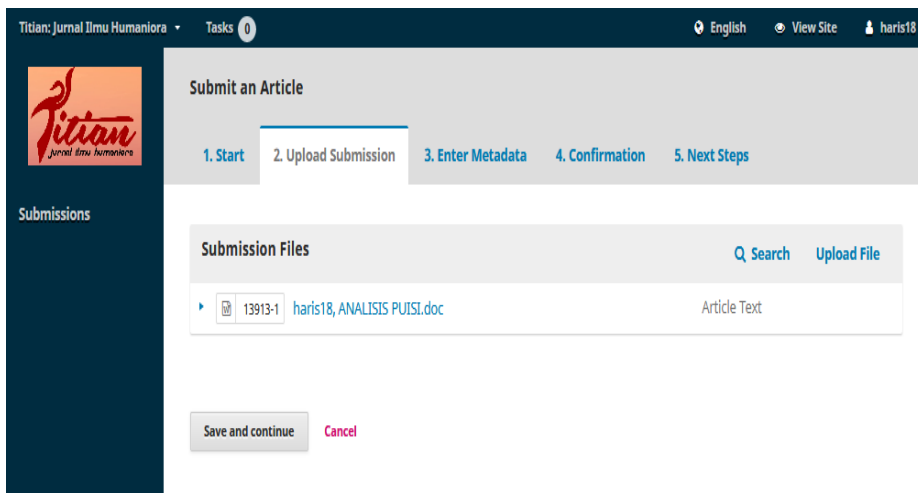 Titian: Jurnal Ilmu Humaniora Tasks 0 English View Site haris18
Titian
Jurnal ilmu humaniora
Submit an Article
1. Start 2. Upload Submission 3. Enter Metadata 4. Confirmation 5. Next Steps
Submissions
Submission Files Search Upload File
13913-1 haris18, ANALISIS PUISI.doc Article Text
Save and continue Cancel